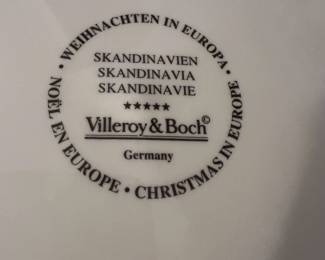 • WEIHNACHTEN IN EUROPA •
SKANDINAVIEN
SKANDINAVIA
SKANDINAVIE
★★★★★
Villeroy & Boch©
Germany
NOËL EN EUROPE • CHRISTMAS IN EUROPE